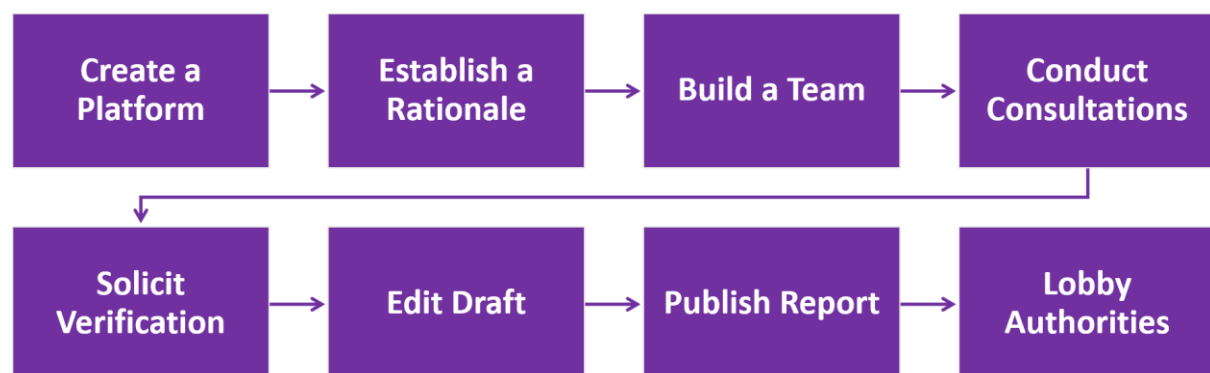 Create a
Platform
Establish a
Rationale
Build a Team
Conduct
Consultations
Solicit
Verification
Edit Draft
Publish Report
Lobby
Authorities